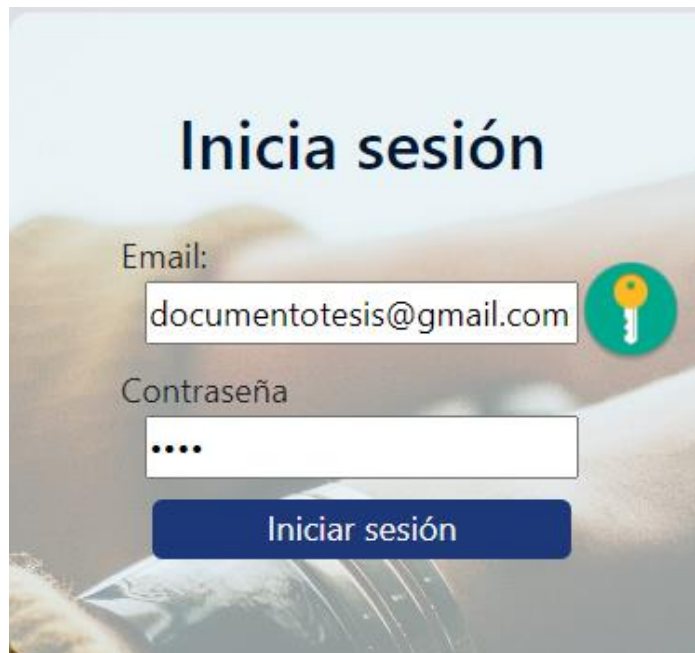 Inicia sesión
Email:
documentotesis@gmail.com
Contraseña
••••
Iniciar sesión